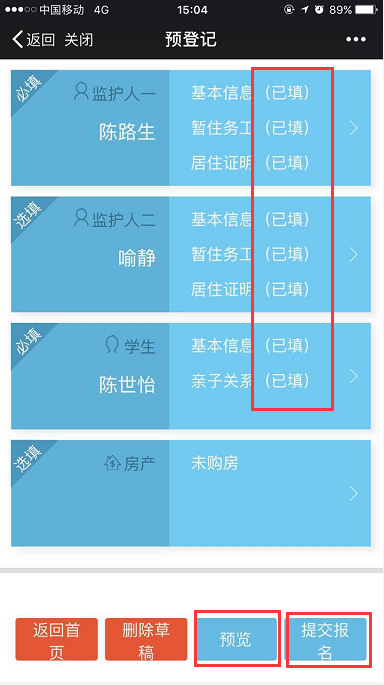 中国移动 4G 15:04 89%
返回 关闭 预登记
必填
监护人一
陈路生
基本信息（已填）
暂住务工（已填）
居住证明（已填）
选填
监护人二
喻静
基本信息（已填）
暂住务工（已填）
居住证明（已填）
必填
学生
陈世怡
基本信息（已填）
亲子关系（已填）
选填
房产
未购房
返回首
页
删除草
稿
预览
提交报
名